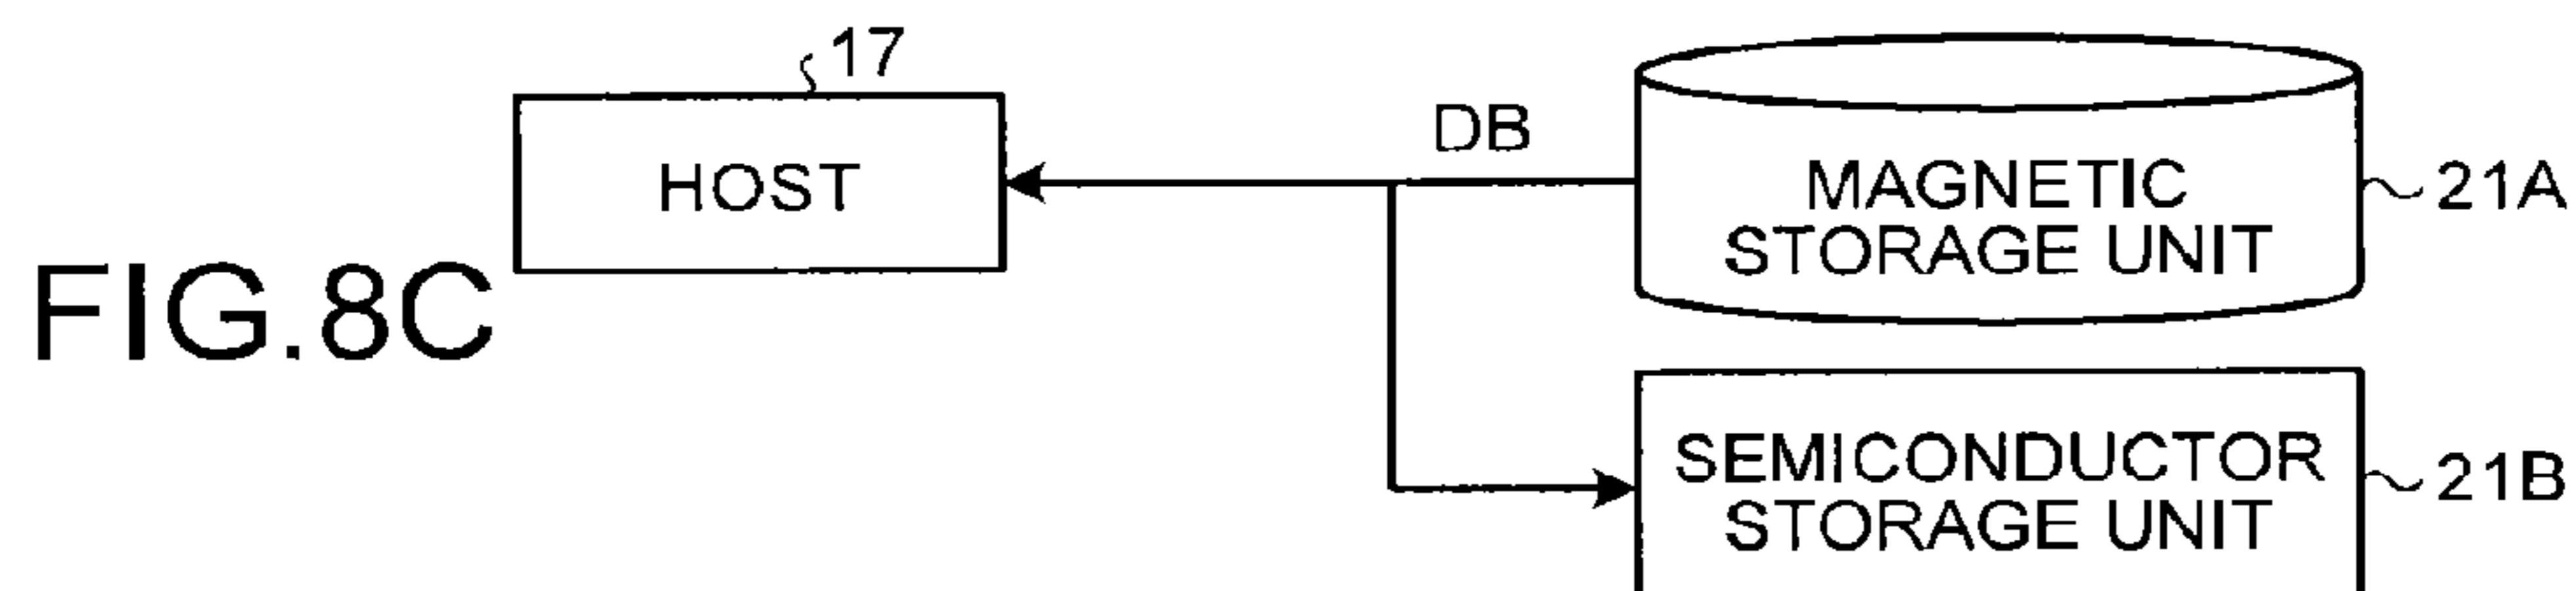 17
HOST
DB
MAGNETIC
STORAGE UNIT
21A
FIG.8C
SEMICONDUCTOR
STORAGE UNIT
21B